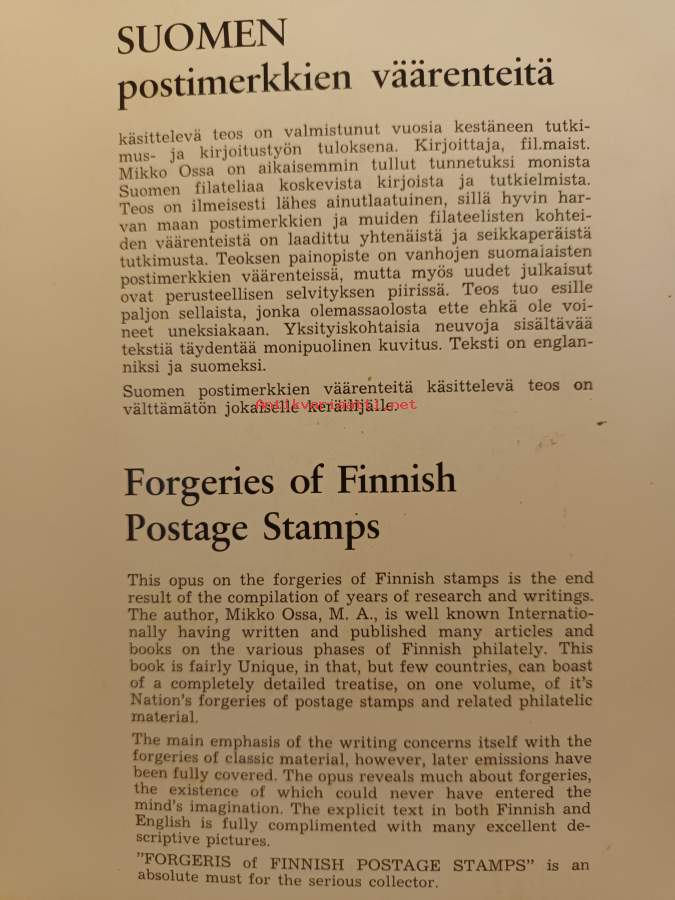 SUOMEN
postimerkkien väärenteitä
käsittelevä teos on valmistunut vuosia kestäneen tutki-
mus- ja kirjoitustyön tuloksena. Kirjoittaja, fil.maist.
Mikko Ossa on aikaisemmin tullut tunnetuksi monista
Suomen filateliaa koskevista kirjoista ja tutkielmista.
Teos on ilmeisesti lähes ainutlaatuinen, sillä hyvin har-
van maan postimerkkien ja muiden filateelisten kohtei-
den väärenteistä on laadittu yhtenäistä ja seikkaperäistä
tutkimusta. Teoksen painopiste on vanhojen suomalaisten
postimerkkien väärenteissä, mutta myös uudet julkaisut
ovat perusteellisen selvityksen piirissä. Teos tuo esille
paljon sellaista, jonka olemassaolosta ette ehkä ole voi-
neet uneksiakaan. Yksityiskohtaisia neuvoja sisältävää
tekstiä täydentää monipuolinen kuvitus. Teksti on englan-
niksi ja suomeksi.
Suomen postimerkkien väärenteitä käsittelevä teos on
välttämätön jokaiselle keräilijälle.
Antikvariaatti.net
Forgeries of Finnish
Postage Stamps
This opus on the forgeries of Finnish stamps is the end
result of the compilation of years of research and writings.
The author, Mikko Ossa, M. A., is well known Internatio-
nally having written and published many articles and
books on the various phases of Finnish philately. This
book is fairly Unique, in that, but few countries, can boast
of a completely detailed treatise, on one volume, of it's
Nation's forgeries of postage stamps and related philatelic
material.
The main emphasis of the writing concerns itself with the
forgeries of classic material, however, later emissions have
been fully covered. The opus reveals much about forgeries,
the existence of which could never have entered the
mind's imagination. The explicit text in both Finnish and
English is fully complimented with many excellent de-
scriptive pictures.
"FORGERIS of FINNISH POSTAGE STAMPS" is an
absolute must for the serious collector.